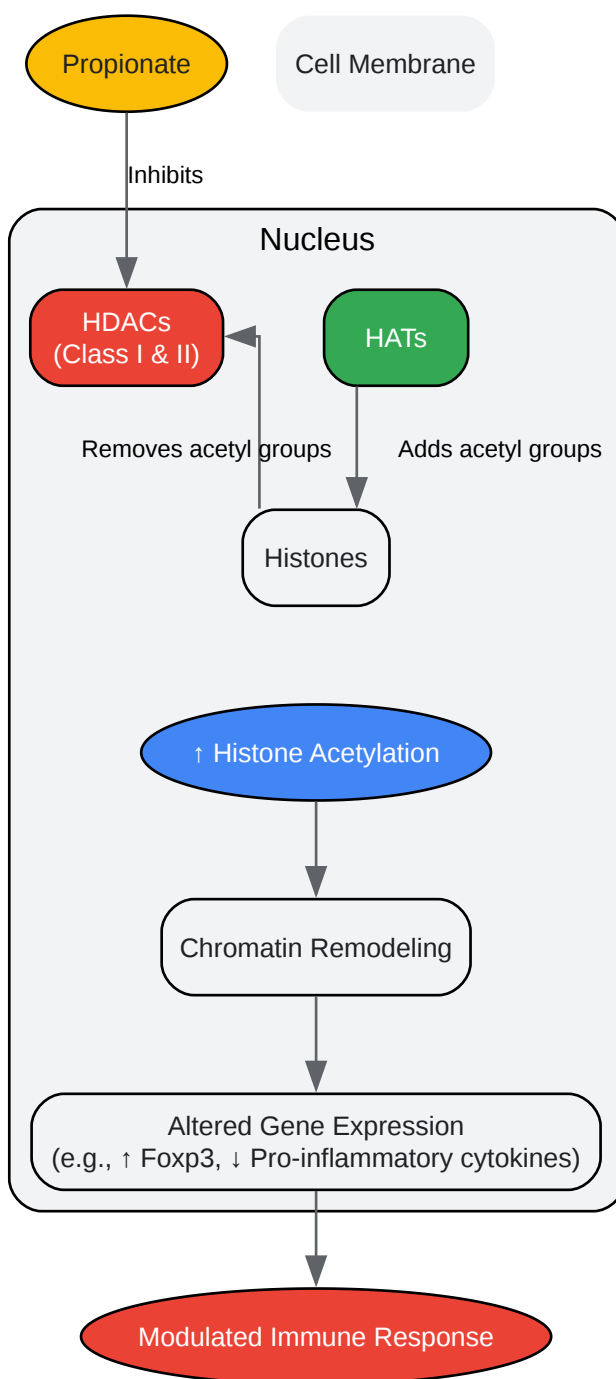 Propionate
Cell Membrane
Inhibits
Nucleus
HDACs
(Class I & II)
HATs
Removes acetyl groups
Adds acetyl groups
Histones
↑ Histone Acetylation
Chromatin Remodeling
Altered Gene Expression
(e.g., ↑ Foxp3, ↓ Pro-inflammatory cytokines)
Modulated Immune Response